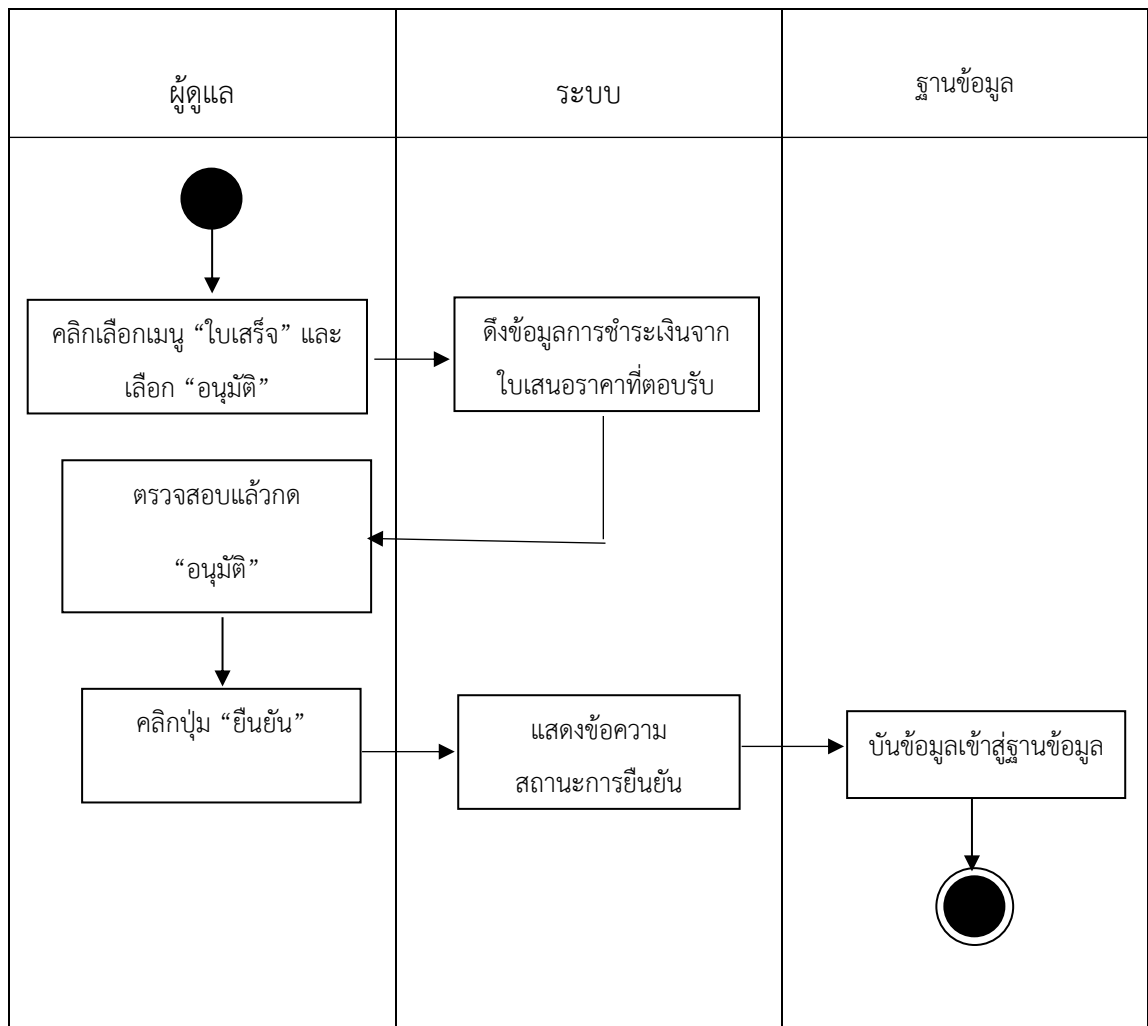 ผู้ดูแล
ระบบ
ฐานข้อมูล
คลิกเลือกเมนู “ใบเสร็จ” และ
เลือก “อนุมัติ”
ดึงข้อมูลการชำระเงินจาก
ใบเสนอราคาที่ตอบรับ
ตรวจสอบแล้วกด
“อนุมัติ”
คลิกปุ่ม “ยืนยัน”
แสดงข้อความ
สถานะการยืนยัน
บันข้อมูลเข้าสู่ฐานข้อมูล